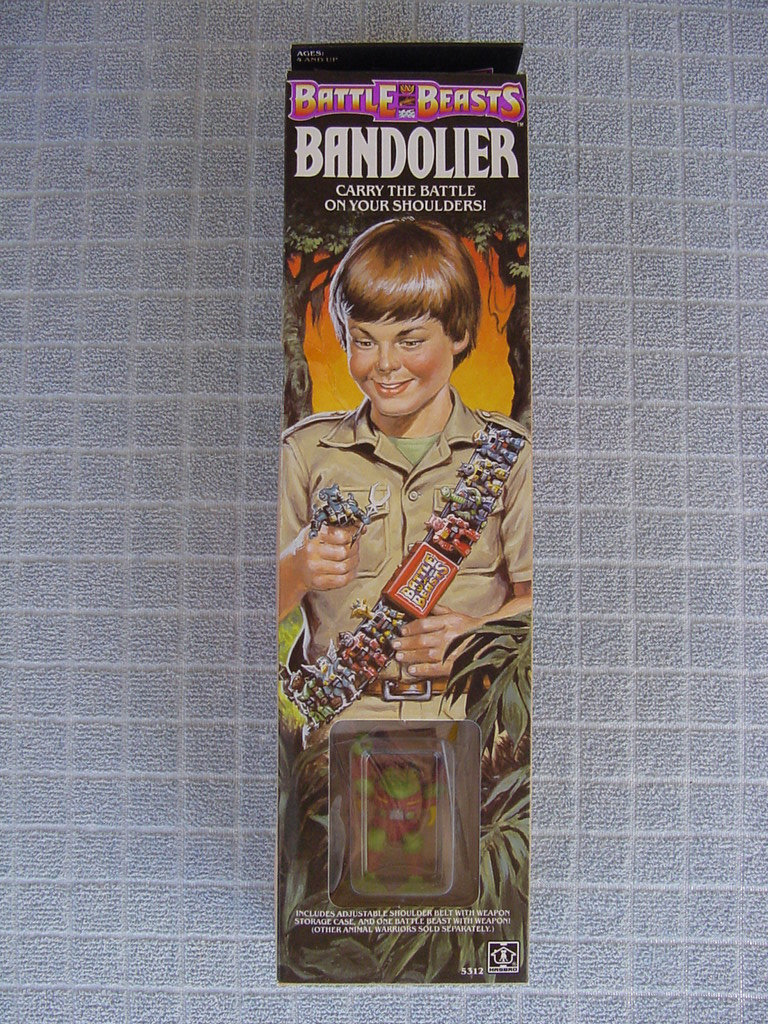 AGES:
4 AND UP
BATTLE BEASTS™
BANDOLIER
CARRY THE BATTLE
ON YOUR SHOULDERS!
BATTLE
BEASTS
INCLUDES ADJUSTABLE SHOULDER BELT WITH WEAPON
STORAGE CASE, AND ONE BATTLE BEAST WITH WEAPON!
(OTHER ANIMAL WARRIORS SOLD SEPARATELY.)
5312
HASBRO